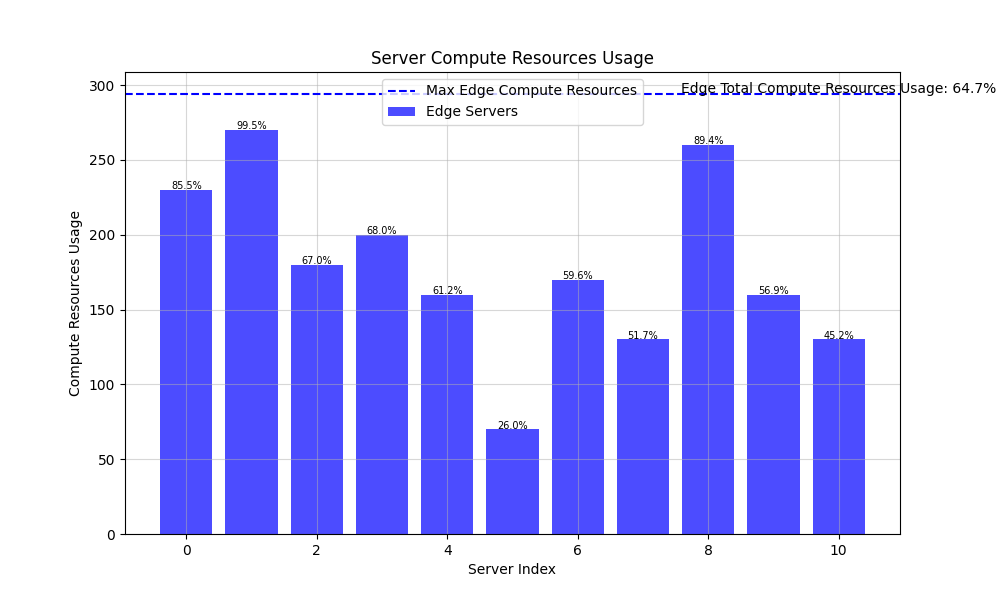 Server Compute Resources Usage
Max Edge Compute Resources
Edge Servers
Edge Total Compute Resources Usage: 64.7%
Compute Resources Usage
300
250
200
150
100
50
0
85.5%
99.5%
67.0%
68.0%
61.2%
26.0%
59.6%
51.7%
89.4%
56.9%
45.2%
0 2 4 6 8 10
Server Index